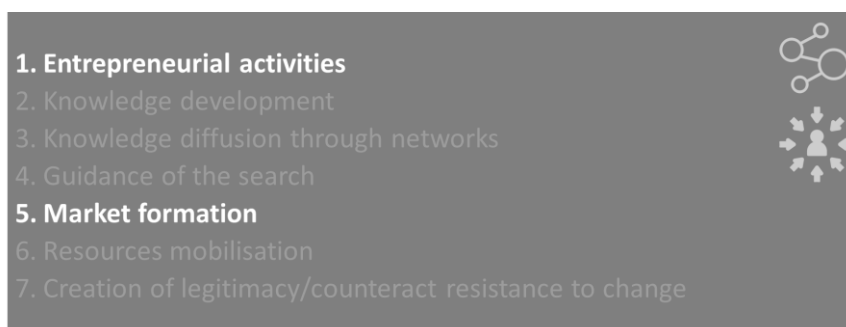 1. Entrepreneurial activities
2. Knowledge development
3. Knowledge diffusion through networks
4. Guidance of the search
5. Market formation
6. Resources mobilisation
7. Creation of legitimacy/counteract resistance to change